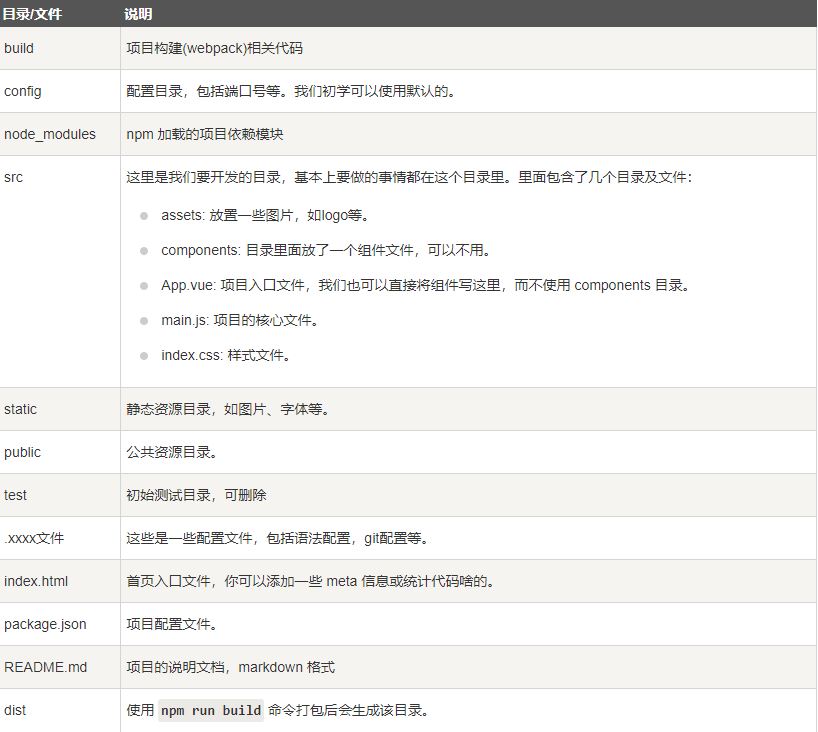 目录/文件 说明
build 项目构建(webpack)相关代码
config 配置目录，包括端口号等。我们初学可以使用默认的。
node_modules npm 加载的项目依赖模块
src 这里是我们要开发的目录，基本上要做的事情都在这个目录里。里面包含了几个目录及文件：
assets: 放置一些图片，如logo等。
components: 目录里面放了一个组件文件，可以不用。
App.vue: 项目入口文件，我们也可以直接将组件写这里，而不使用 components 目录。
main.js: 项目的核心文件。
index.css: 样式文件。
static 静态资源目录，如图片、字体等。
public 公共资源目录。
test 初始测试目录，可删除
.xxxx文件 这些是一些配置文件，包括语法配置，git配置等。
index.html 首页入口文件，你可以添加一些 meta 信息或统计代码啥的。
package.json 项目配置文件。
README.md 项目的说明文档，markdown 格式
dist 使用 npm run build 命令打包后会生成该目录。